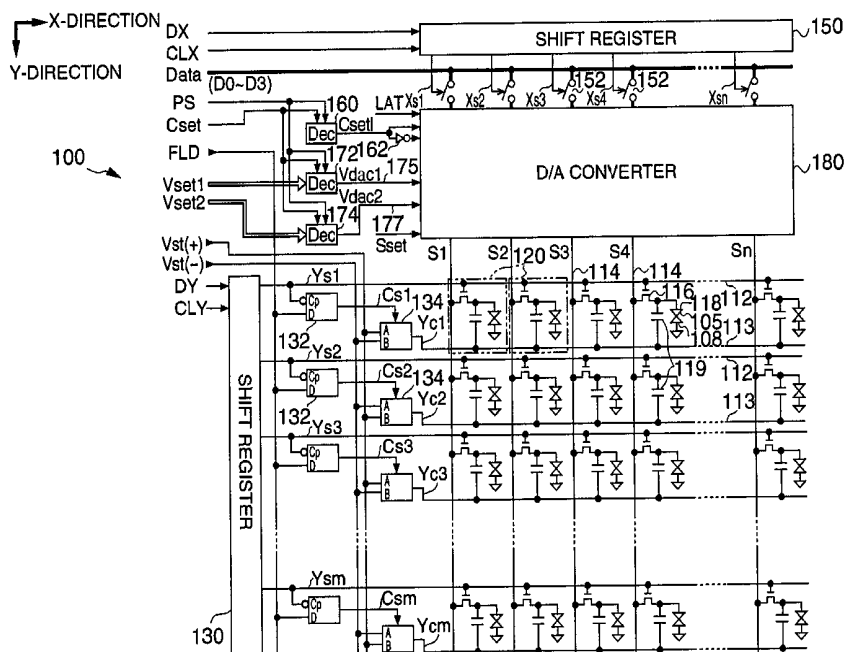 X-DIRECTION
Y-DIRECTION
DX
CLX
SHIFT REGISTER
150
Data (D0~D3)
Xs1 Xs2 Xs3 152 Xs4 152 Xsn
PS
Cset
FLD
160
Dec
Csetl
LAT
162
D/A CONVERTER
180
100
172
Dec
Vdac1
175
Vset1
Vset2
174
Dec
Vdac2
177
Sset
Vst(+)
Vst(−)
S1 S2 120 S3 114 S4 114 Sn
DY
CLY
Ys1
Cp
D
132
Cs1
134
A
B
Yc1
116
118
105
108
112
113
Ys2
Cp
D
132
Cs2
134
A
B
Yc2
119
112
113
Ys3
Cp
D
Cs3
A
B
Yc3
SHIFT REGISTER
130
Ysm
Cp
D
Csm
A
B
Ycm